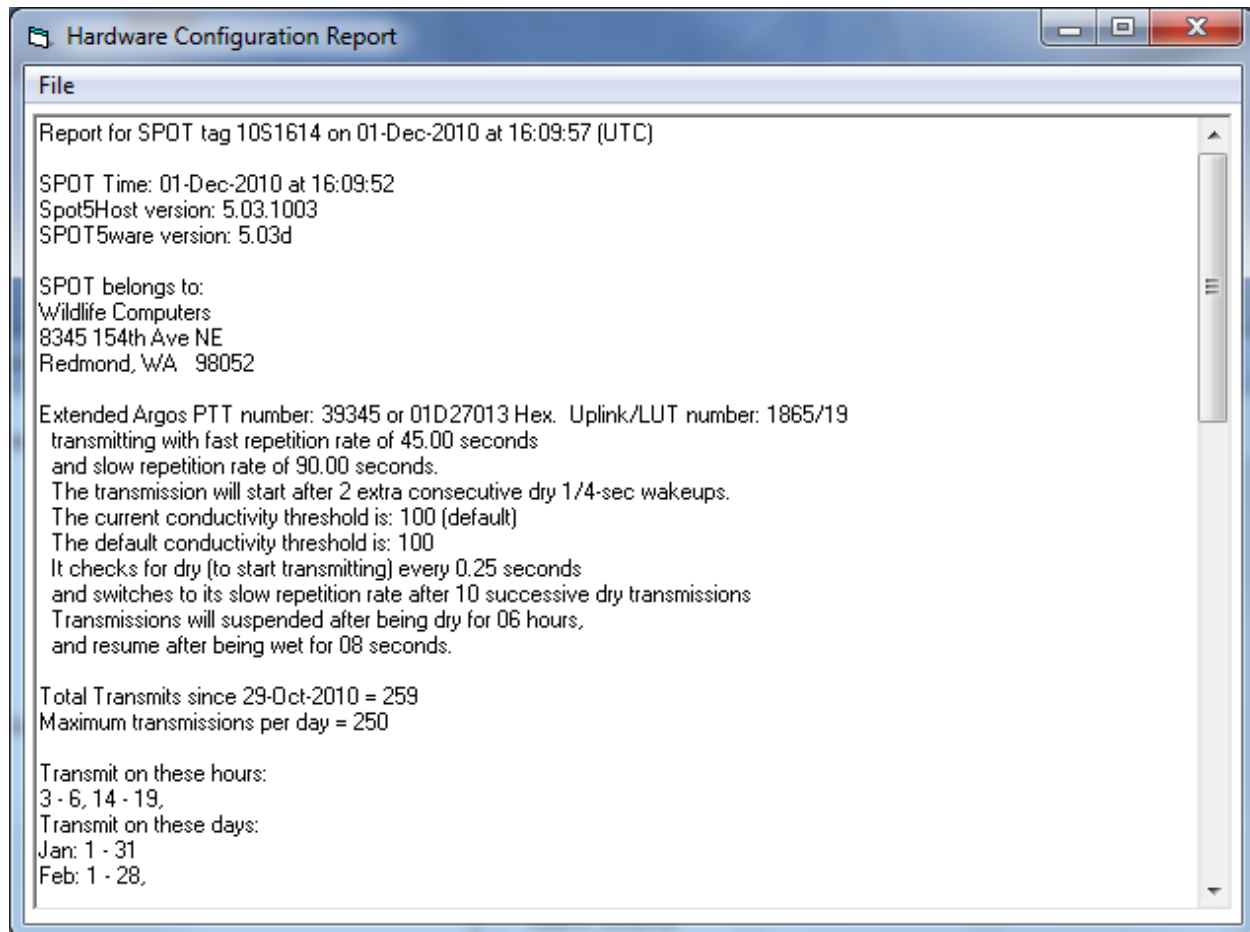 Hardware Configuration Report
File
Report for SPOT tag 10S1614 on 01-Dec-2010 at 16:09:57 (UTC)
SPOT Time: 01-Dec-2010 at 16:09:52
Spot5Host version: 5.03.1003
SPOT5ware version: 5.03d
SPOT belongs to:
Wildlife Computers
8345 154th Ave NE
Redmond, WA   98052
Extended Argos PTT number: 39345 or 01D27013 Hex.  Uplink/LUT number: 1865/19
transmitting with fast repetition rate of 45.00 seconds
and slow repetition rate of 90.00 seconds.
The transmission will start after 2 extra consecutive dry 1/4-sec wakeups.
The current conductivity threshold is: 100 (default)
The default conductivity threshold is: 100
It checks for dry (to start transmitting) every 0.25 seconds
and switches to its slow repetition rate after 10 successive dry transmissions
Transmissions will suspended after being dry for 06 hours,
and resume after being wet for 08 seconds.
Total Transmits since 29-Oct-2010 = 259
Maximum transmissions per day = 250
Transmit on these hours:
3 - 6, 14 - 19,
Transmit on these days:
Jan: 1 - 31
Feb: 1 - 28,